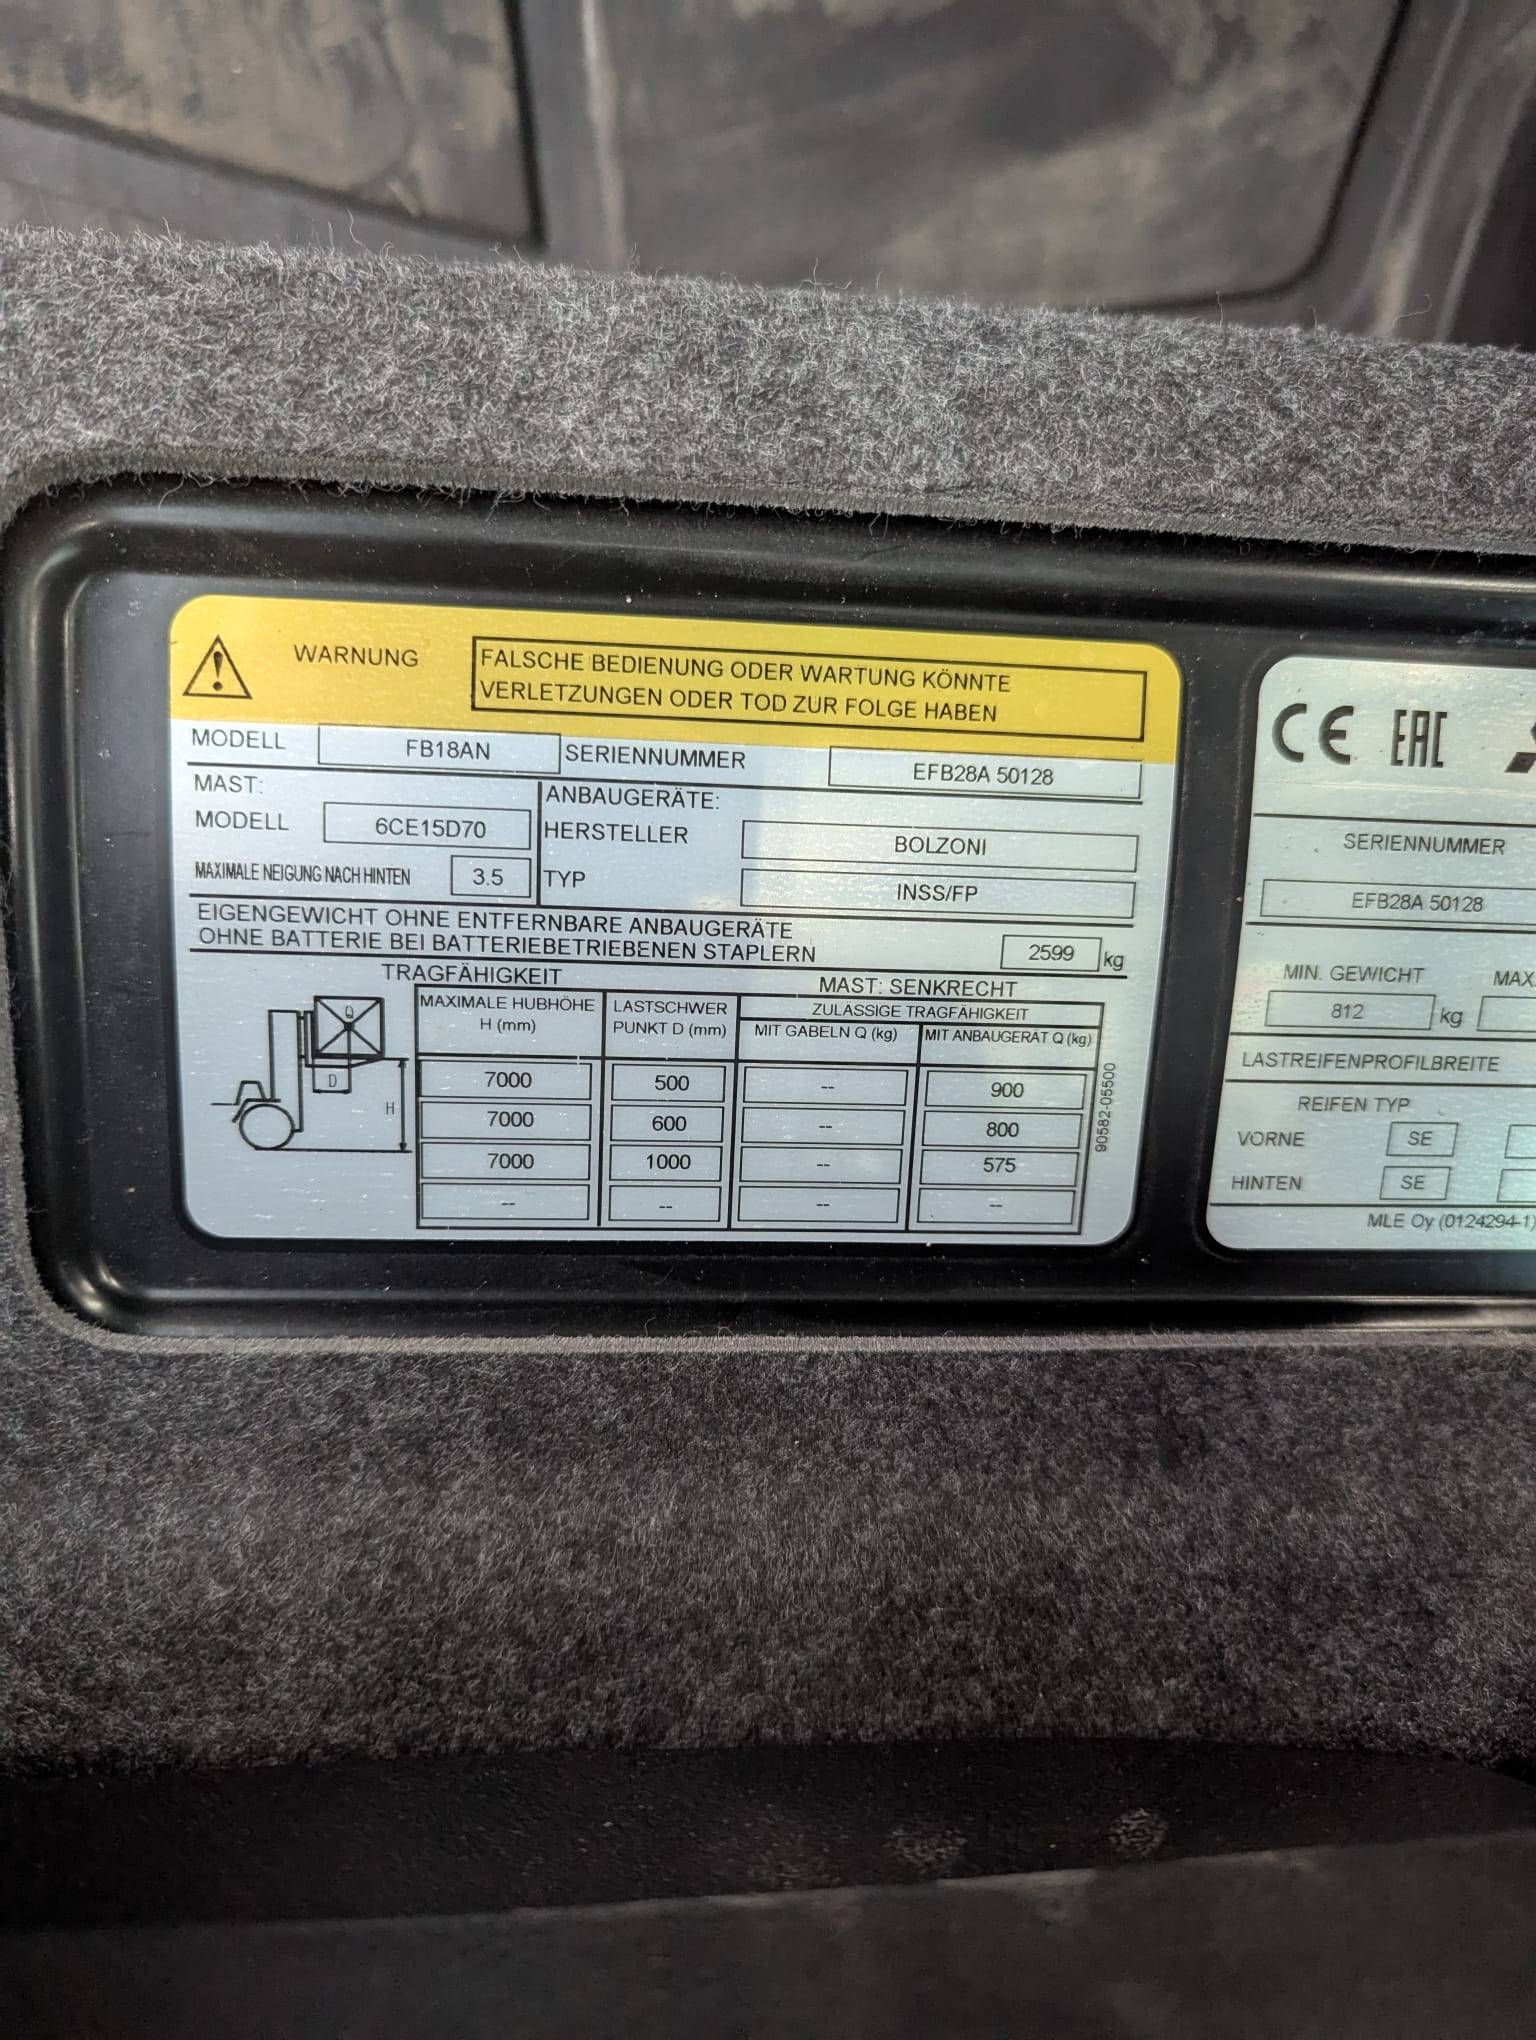 WARNUNG
FALSCHE BEDIENUNG ODER WARTUNG KÖNNTE
VERLETZUNGEN ODER TOD ZUR FOLGE HABEN
MODELL FB18AN SERIENNUMMER EFB28A 50128
MAST:
MODELL 6CE15D70
MAXIMALE NEIGUNG NACH HINTEN 3.5
ANBAUGERÄTE:
HERSTELLER BOLZONI
TYP INSS/FP
EIGENGEWICHT OHNE ENTFERNBARE ANBAUGERÄTE
OHNE BATTERIE BEI BATTERIEBETRIEBENEN STAPLERN 2599 kg
TRAGFÄHIGKEIT MAST: SENKRECHT
Q
D
H
MAXIMALE HUBHÖHE
H (mm)
LASTSCHWER
PUNKT D (mm)
ZULÄSSIGE TRAGFÄHIGKEIT
MIT GABELN Q (kg) MIT ANBAUGERÄT Q (kg)
7000 500 -- 900
7000 600 -- 800
7000 1000 -- 575
-- -- -- --
90582-05500
CE EAC
SERIENNUMMER
EFB28A 50128
MIN. GEWICHT MAX.
812 kg
LASTREIFENPROFILBREITE
REIFEN TYP
VORNE SE
HINTEN SE
MLE Oy (0124294-1)